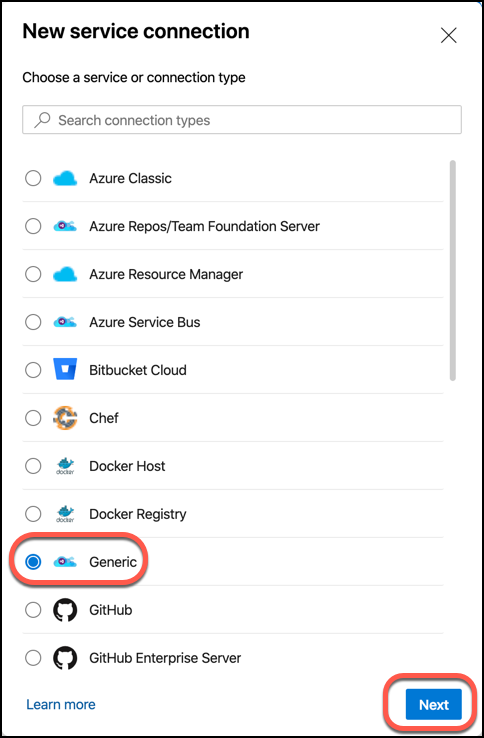 New service connection
Choose a service or connection type
Search connection types
Azure Classic
Azure Repos/Team Foundation Server
Azure Resource Manager
Azure Service Bus
Bitbucket Cloud
Chef
docker Docker Host
docker Docker Registry
Generic
GitHub
GitHub Enterprise Server
Learn more Next